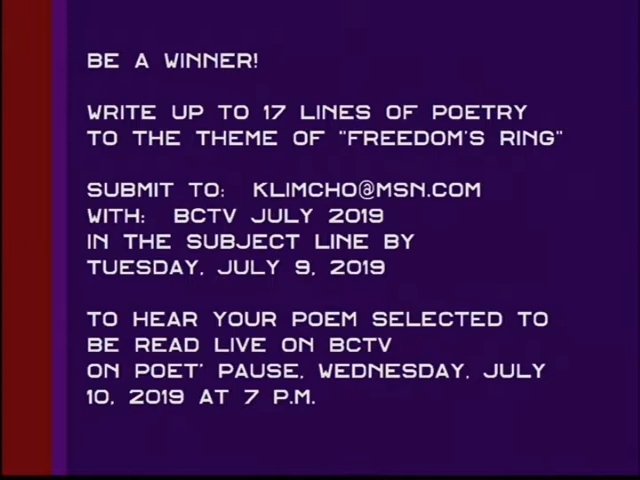 BE A WINNER!
WRITE UP TO 17 LINES OF POETRY
TO THE THEME OF "FREEDOM'S RING"
SUBMIT TO: KLIMCHO@MSN.COM
WITH: BCTV JULY 2019
IN THE SUBJECT LINE BY
TUESDAY, JULY 9, 2019
TO HEAR YOUR POEM SELECTED TO
BE READ LIVE ON BCTV
ON POET' PAUSE, WEDNESDAY, JULY
10, 2019 AT 7 P.M.